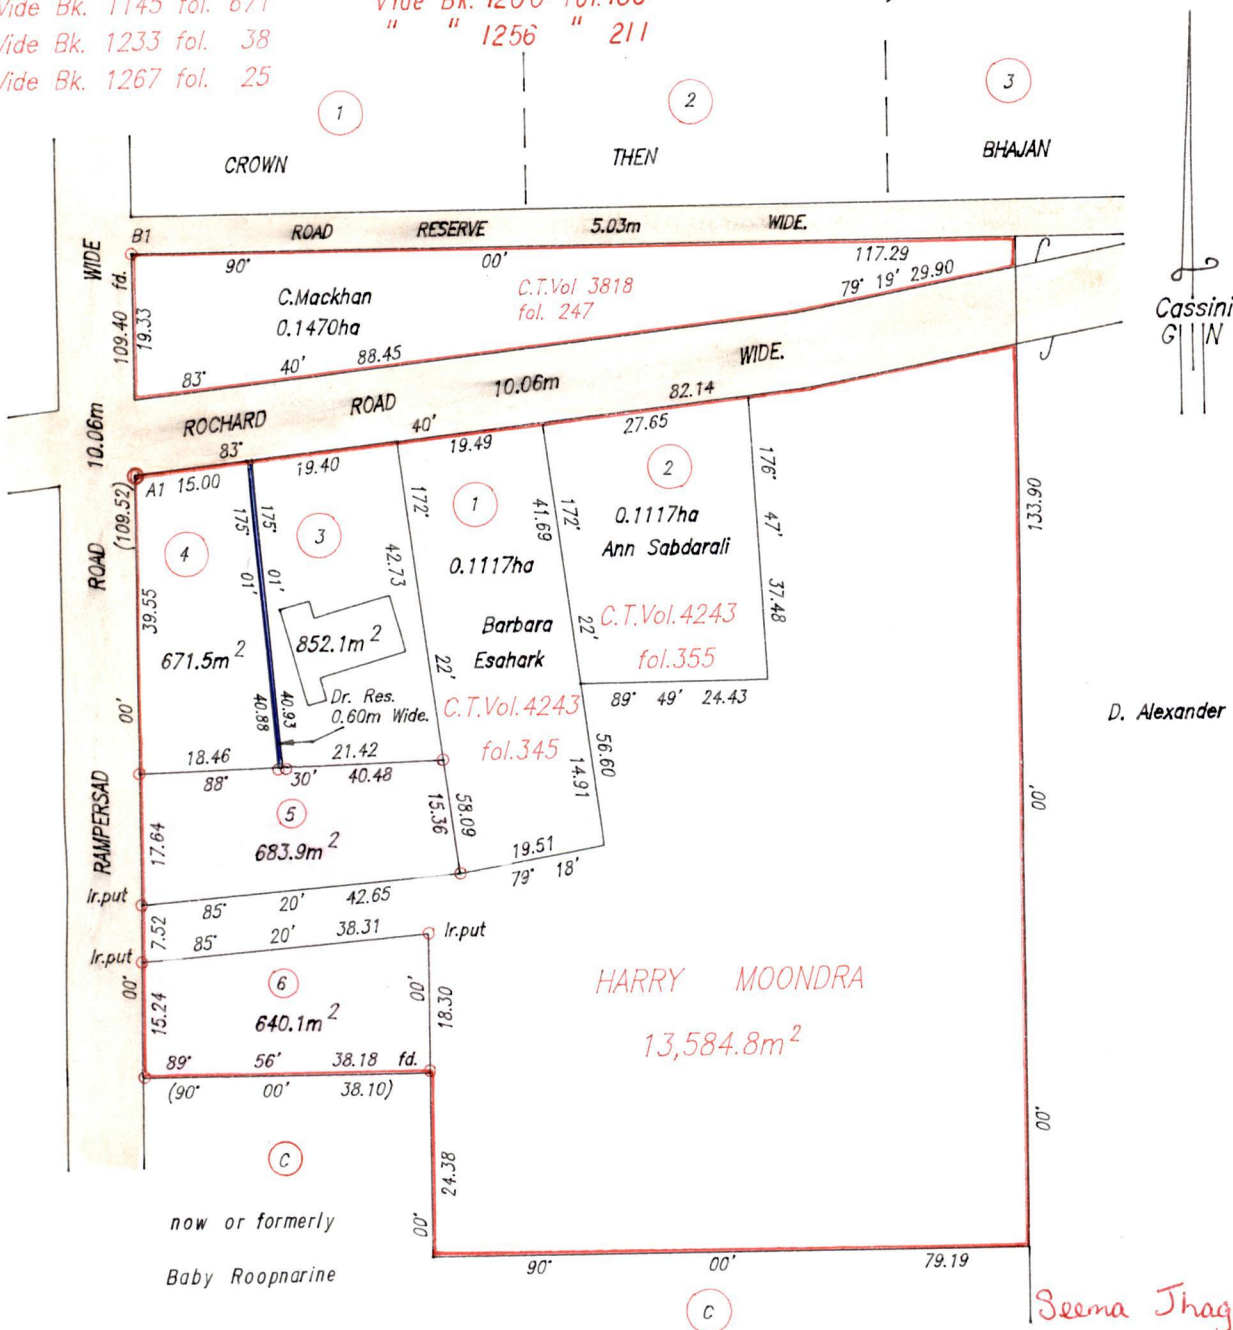 Vide Bk. 1145 fol. 671
Vide Bk. 1233 fol. 38
" " 1256 " 211
Vide Bk. 1267 fol. 25
1
2
3
CROWN
THEN
BHAJAN
B1
ROAD RESERVE 5.03m WIDE.
90° 00' 117.29
C.Mackhan
0.1470ha
C.T.Vol 3818
fol. 247
79° 19' 29.90
109.40 fd.
19.33
83° 40' 88.45
Cassini
G N
ROCHARD ROAD 10.06m WIDE.
RAMPERSAD ROAD 10.06m WIDE
83° 40' 82.14
A1 15.00
19.40
19.49
27.65
(109.52)
39.55
00'
4
671.5m²
175° 01' 40.88
175° 01' 40.93
3
852.1m²
Dr. Res.
0.60m Wide.
172° 42.73 22'
1
0.1117ha
Barbara
Esahark
C.T.Vol.4243
fol.345
41.69
172° 22'
2
0.1117ha
Ann Sabdarali
C.T.Vol.4243
fol.355
176° 47' 37.48
89° 49' 24.43
133.90
D. Alexander
18.46
21.42
88° 30' 40.48
5
683.9m²
17.64
15.36
58.09
14.91
56.60
19.51
79° 18'
00'
Ir.put
85° 20' 42.65
7.52
85° 20' 38.31
Ir.put
Ir.put
00'
15.24
6
640.1m²
00'
18.30
HARRY MOONDRA
13,584.8m²
89° 56' 38.18 fd.
(90° 00' 38.10)
C
24.38
00'
00'
now or formerly
Baby Roopnarine
90° 00' 79.19
C
Seema Jhag